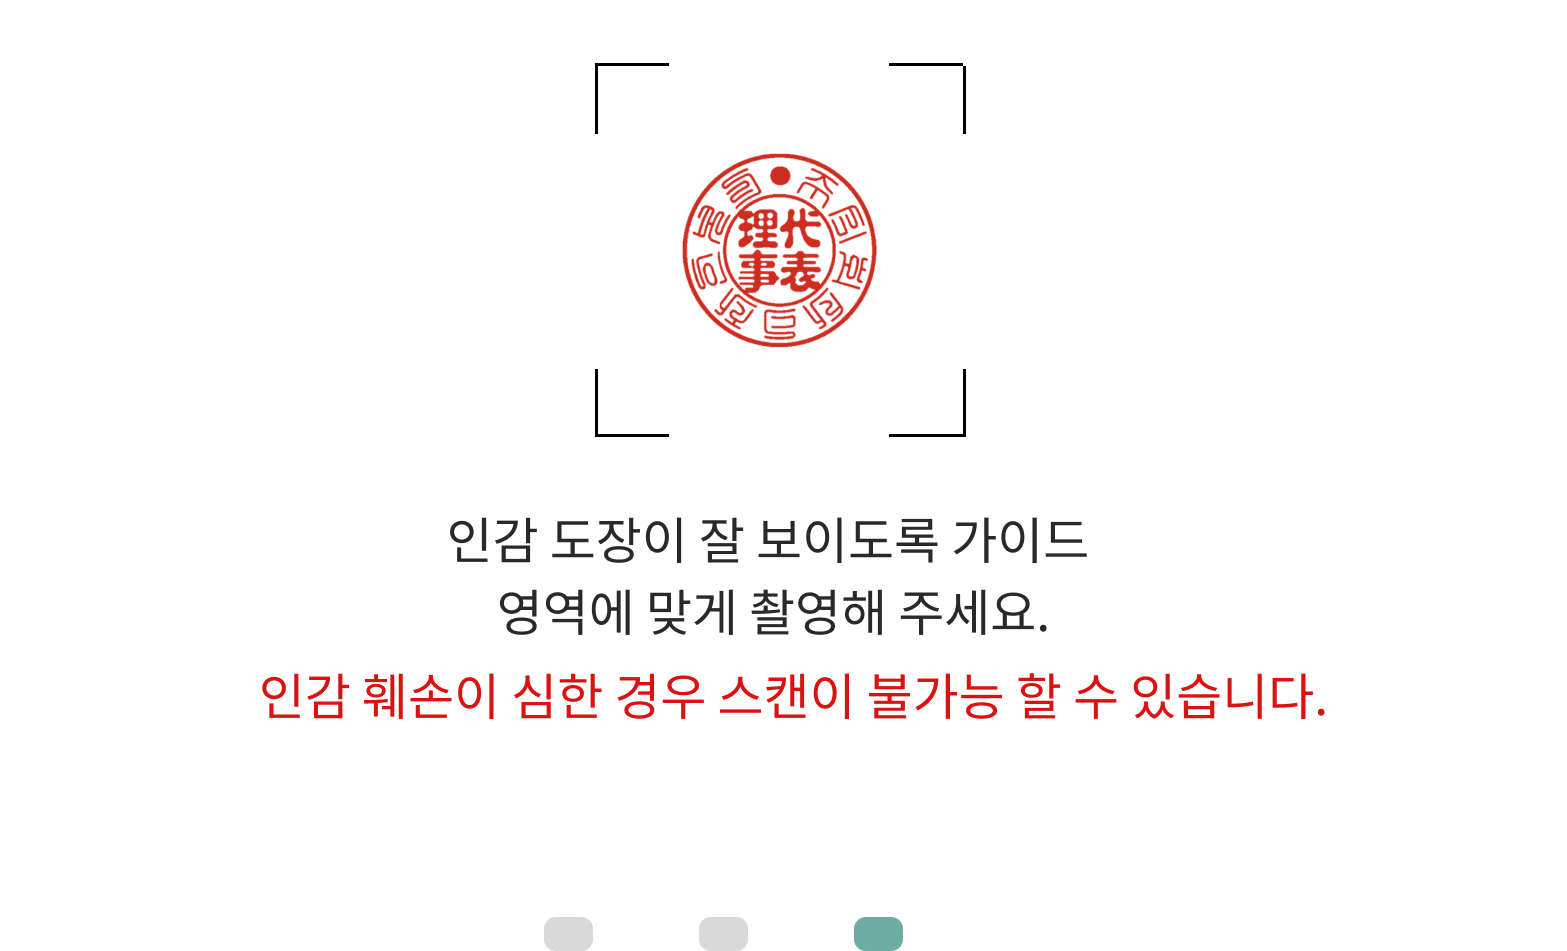 代表
理事
인감 도장이 잘 보이도록 가이드
영역에 맞게 촬영해 주세요.
인감 훼손이 심한 경우 스캔이 불가능 할 수 있습니다.